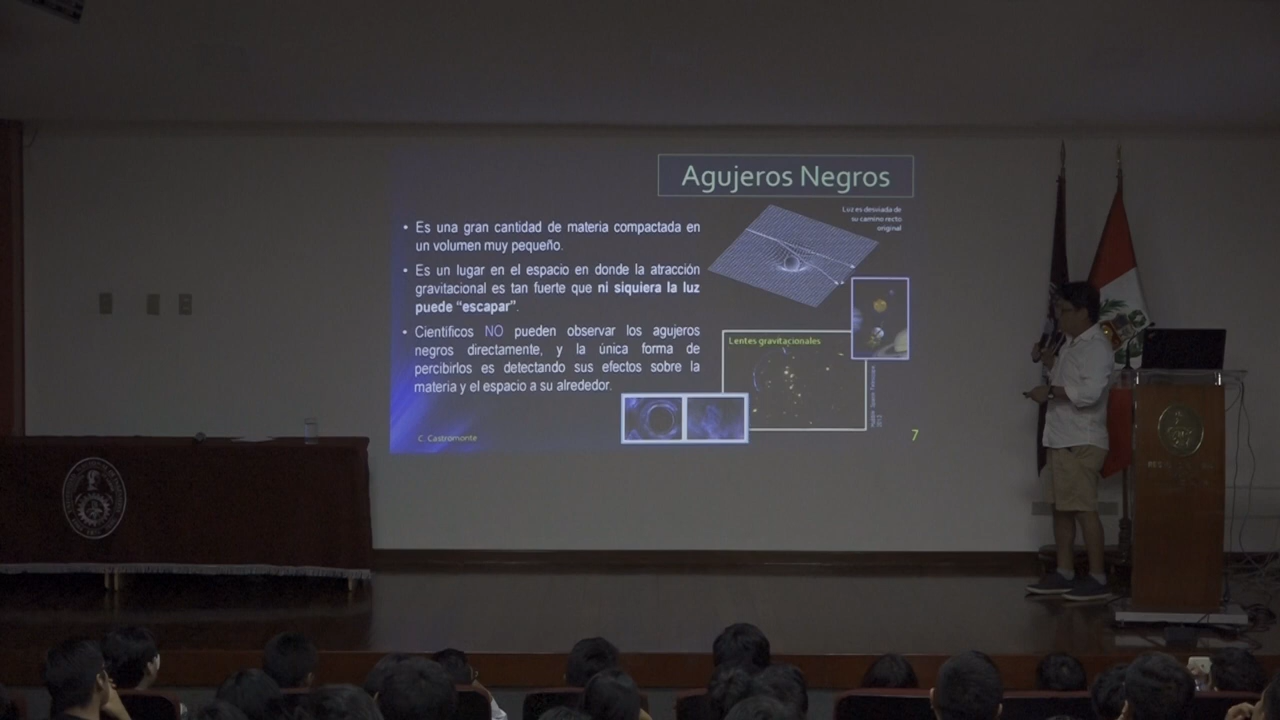 Agujeros Negros
Luz es desviada de
su camino recto
original
• Es una gran cantidad de materia compactada en
un volumen muy pequeño.
• Es un lugar en el espacio en donde la atracción
gravitacional es tan fuerte que ni siquiera la luz
puede “escapar”.
• Científicos NO pueden observar los agujeros
negros directamente, y la única forma de
percibirlos es detectando sus efectos sobre la
materia y el espacio a su alrededor.
Lentes gravitacionales
C. Castromonte
7